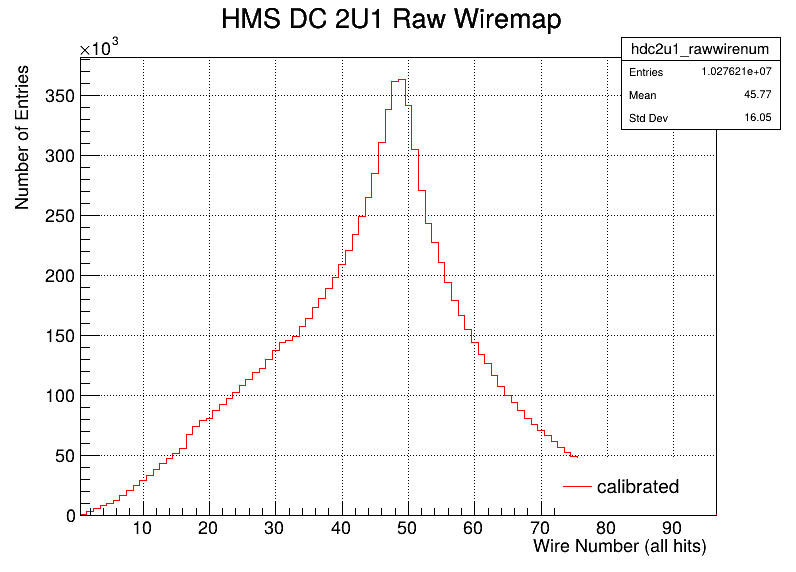 HMS DC 2U1 Raw Wiremap
×10³
hdc2u1_rawwirenum
Entries 1.027621e+07
Mean 45.77
Std Dev 16.05
Number of Entries
350
300
250
200
150
100
50
0
calibrated
10 20 30 40 50 60 70 80 90
Wire Number (all hits)